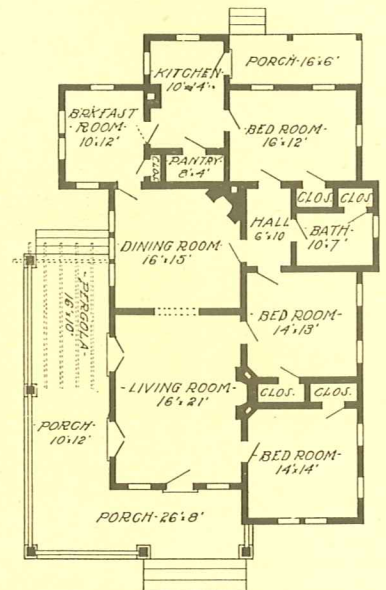 PORCH-16'x6'
KITCHEN
10'x14'
BRKFAST
ROOM-
10'x12'
BED ROOM-
16'x12'
CLOS
PANTRY-
8'x4'
CLOS.
CLOS.
HALL
6'x10
BATH-
10'x7'
DINING ROOM-
16'x15'
-PERGOLA-
16'x10'
BED ROOM-
14'x13'
LIVING ROOM-
16'x21'
CLOS.
CLOS.
PORCH-
10'x12'
BED ROOM-
14'x14'
PORCH-26'x8'